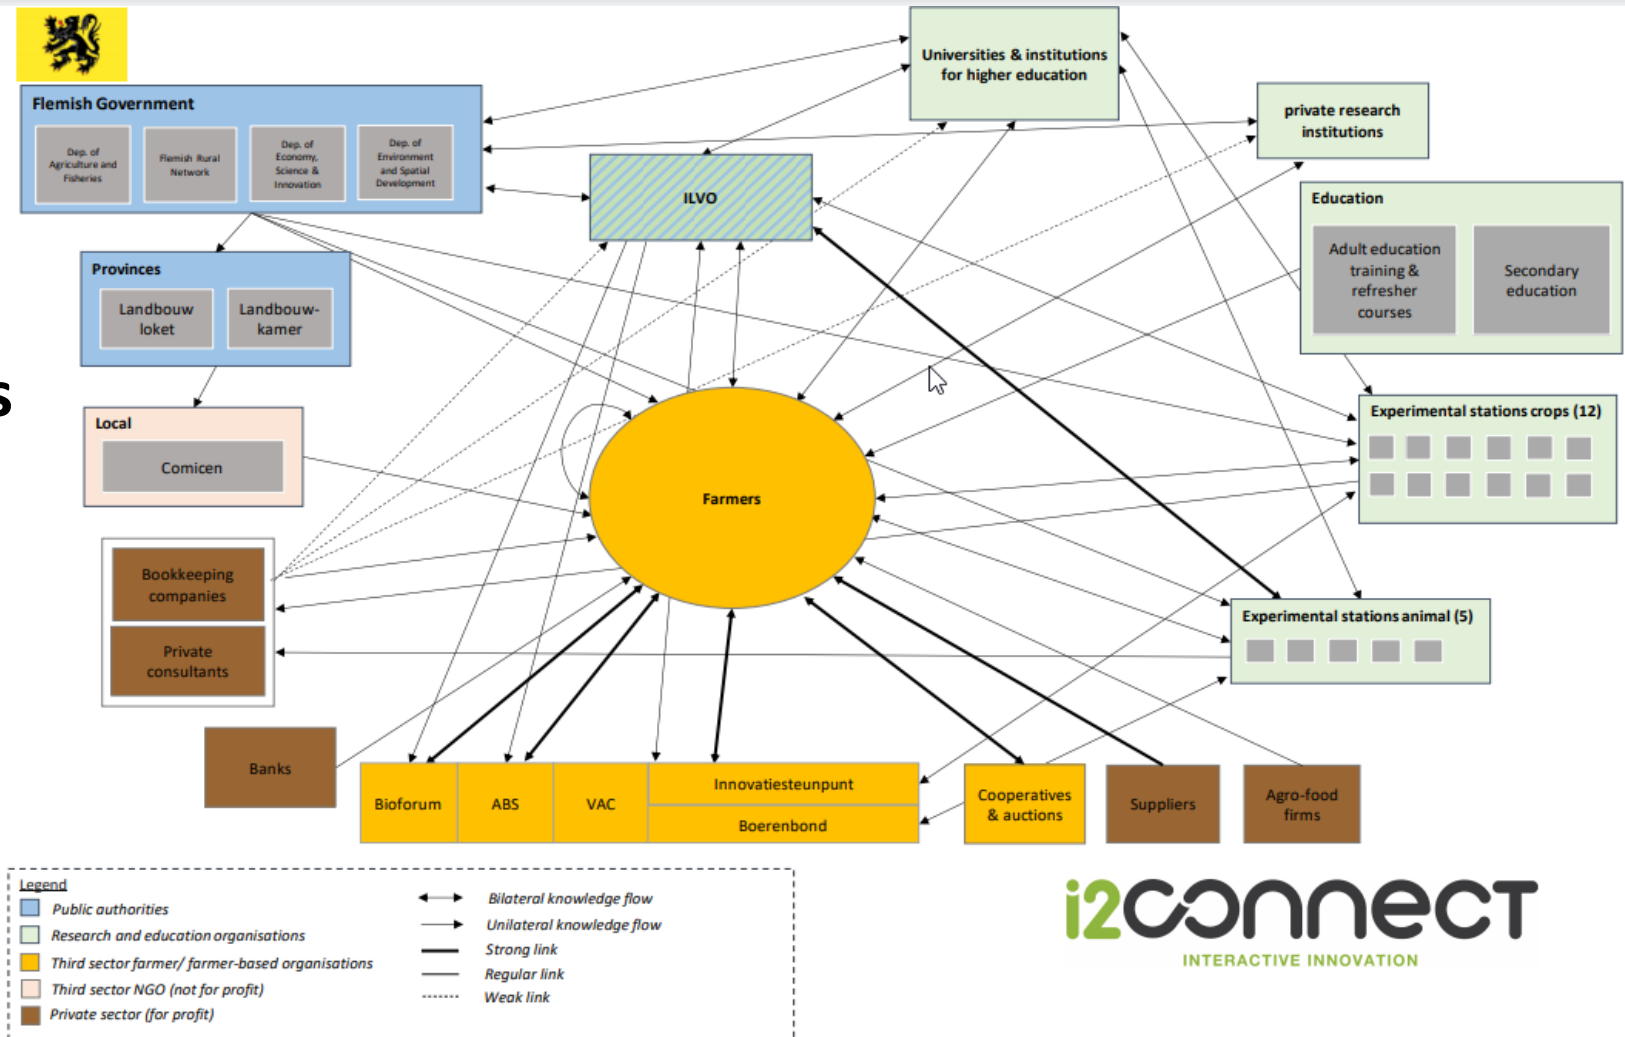 Universities & institutions
for higher education
Flemish Government
Dep. of
Agriculture and
Fisheries
Flemish Rural
Network
Dep. of
Economy,
Science &
Innovation
Dep. of
Environment
and Spatial
Development
private research
institutions
ILVO
Education
Adult education
training &
refresher
courses
Secondary
education
Provinces
Landbouw
loket
Landbouw-
kamer
s
Local
Comicen
Experimental stations crops (12)
Farmers
Bookkeeping
companies
Private
consultants
Experimental stations animal (5)
Banks
Bioforum
ABS
VAC
Innovatiesteunpunt
Boerenbond
Cooperatives
& auctions
Suppliers
Agro-food
firms
Legend
Public authorities
Research and education organisations
Third sector farmer/ farmer-based organisations
Third sector NGO (not for profit)
Private sector (for profit)
Bilateral knowledge flow
Unilateral knowledge flow
Strong link
Regular link
Weak link
i2connect
INTERACTIVE INNOVATION